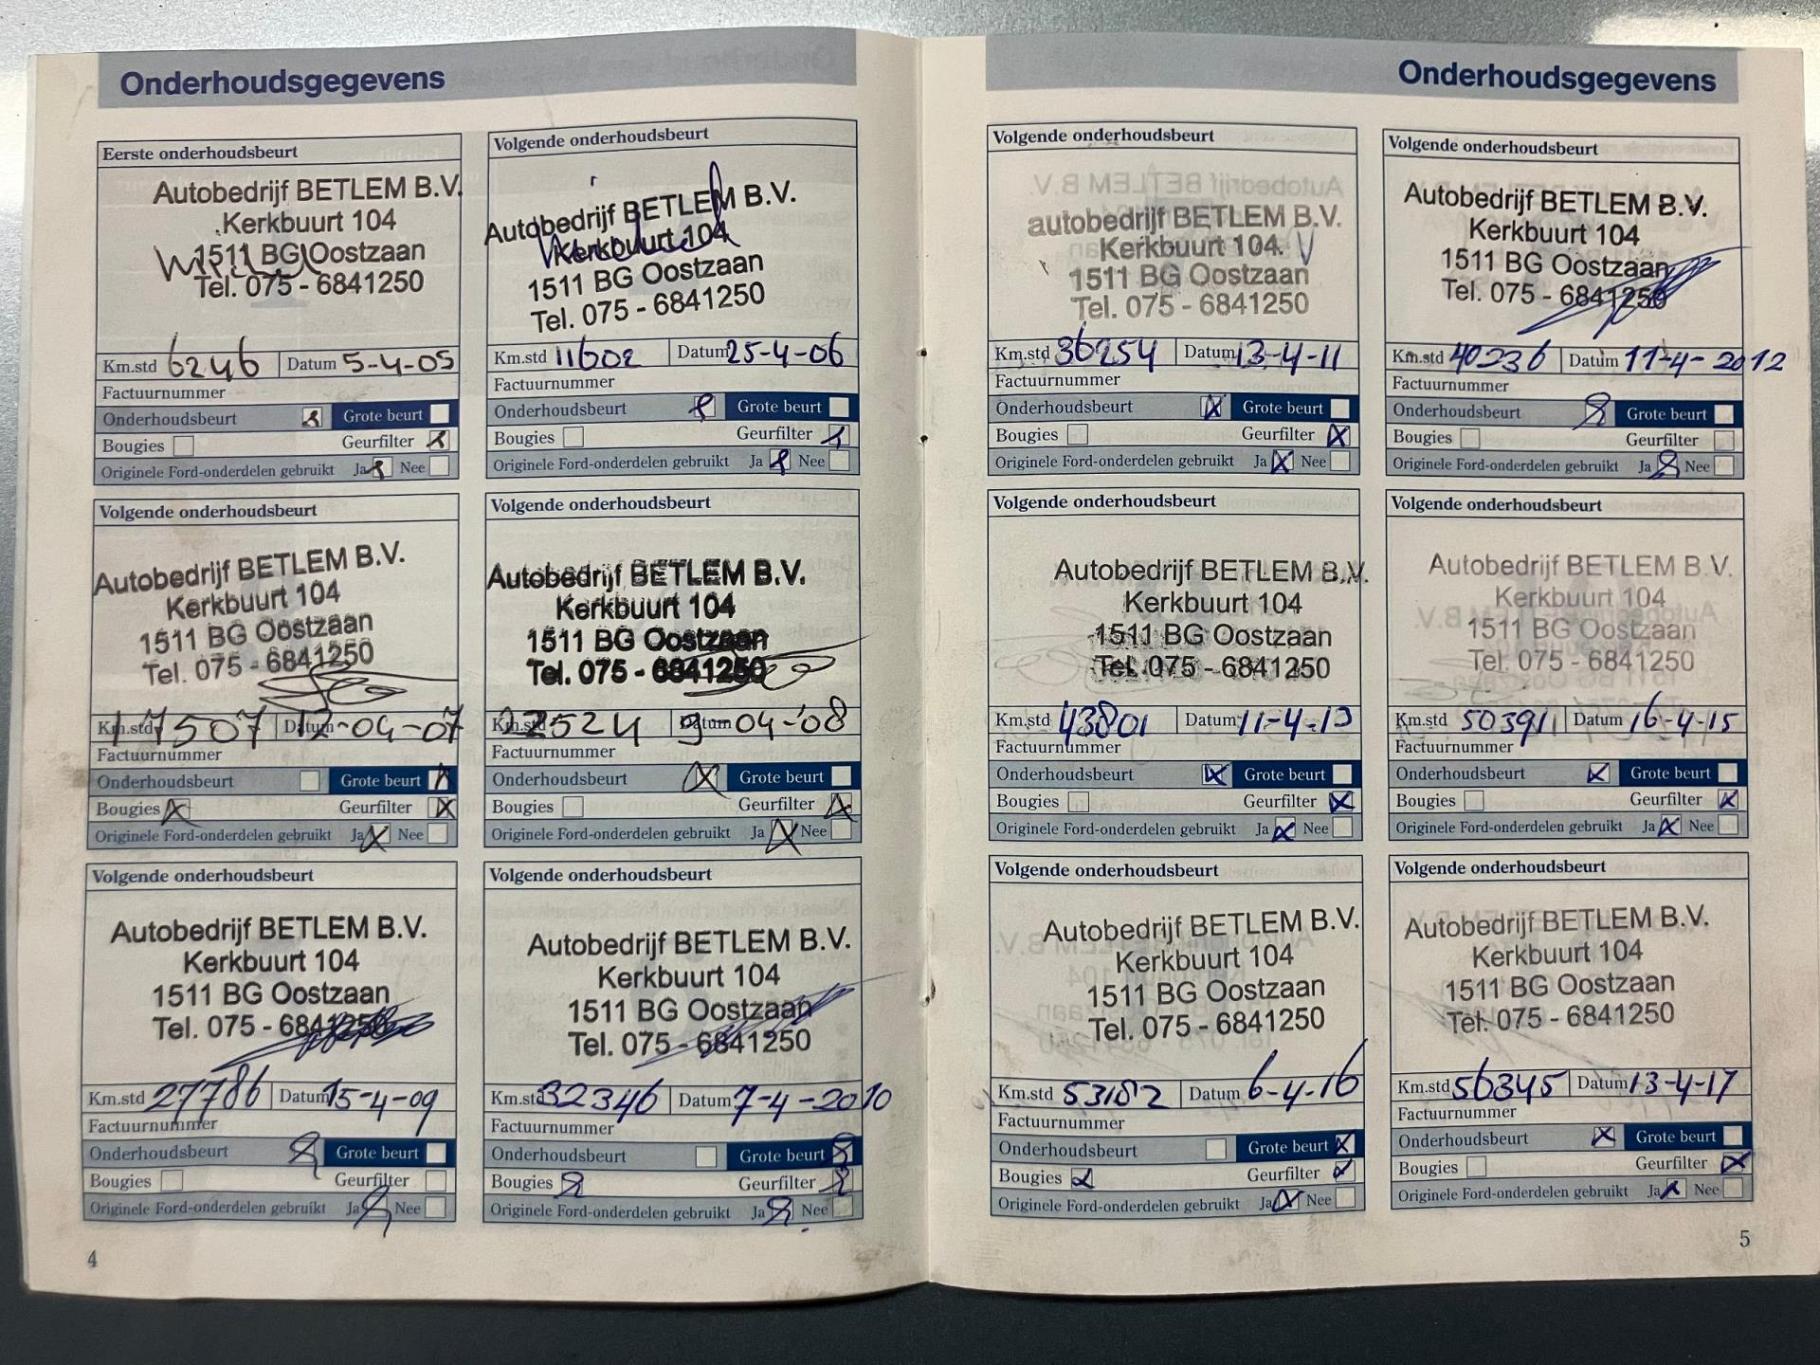 Onderhoudsgegevens
Eerste onderhoudsbeurt
Autobedrijf BETLEM B.V.
Kerkbuurt 104
1511 BG Oostzaan
Tel. 075 - 6841250
Km.std 6246 Datum 5-4-05
Factuurnummer
Onderhoudsbeurt Grote beurt
Bougies Geurfilter
Originele Ford-onderdelen gebruikt Ja Nee
Volgende onderhoudsbeurt
Autobedrijf BETLEM B.V.
Kerkbuurt 104
1511 BG Oostzaan
Tel. 075 - 6841250
Km.std 11602 Datum 25-4-06
Factuurnummer
Onderhoudsbeurt Grote beurt
Bougies Geurfilter
Originele Ford-onderdelen gebruikt Ja Nee
Volgende onderhoudsbeurt
Autobedrijf BETLEM B.V.
Kerkbuurt 104
1511 BG Oostzaan
Tel. 075 - 6841250
Km.std 17507 Datum 12-04-07
Factuurnummer
Onderhoudsbeurt Grote beurt
Bougies Geurfilter
Originele Ford-onderdelen gebruikt Ja Nee
Volgende onderhoudsbeurt
Autobedrijf BETLEM B.V.
Kerkbuurt 104
1511 BG Oostzaan
Tel. 075 - 6841250
Km.std 22524 Datum 9-04-'08
Factuurnummer
Onderhoudsbeurt Grote beurt
Bougies Geurfilter
Originele Ford-onderdelen gebruikt Ja Nee
Volgende onderhoudsbeurt
Autobedrijf BETLEM B.V.
Kerkbuurt 104
1511 BG Oostzaan
Tel. 075 - 6841250
Km.std 27786 Datum 15-4-09
Factuurnummer
Onderhoudsbeurt Grote beurt
Bougies Geurfilter
Originele Ford-onderdelen gebruikt Ja Nee
Volgende onderhoudsbeurt
Autobedrijf BETLEM B.V.
Kerkbuurt 104
1511 BG Oostzaan
Tel. 075 - 6841250
Km.std 32346 Datum 7-4-2010
Factuurnummer
Onderhoudsbeurt Grote beurt
Bougies Geurfilter
Originele Ford-onderdelen gebruikt Ja Nee
4
Onderhoudsgegevens
Volgende onderhoudsbeurt
autobedrijf BETLEM B.V.
Kerkbuurt 104
1511 BG Oostzaan
Tel. 075 - 6841250
Km.std 36254 Datum 13-4-11
Factuurnummer
Onderhoudsbeurt Grote beurt
Bougies Geurfilter
Originele Ford-onderdelen gebruikt Ja Nee
Volgende onderhoudsbeurt
Autobedrijf BETLEM B.V.
Kerkbuurt 104
1511 BG Oostzaan
Tel. 075 - 6841250
Km.std 40236 Datum 11-4-2012
Factuurnummer
Onderhoudsbeurt Grote beurt
Bougies Geurfilter
Originele Ford-onderdelen gebruikt Ja Nee
Volgende onderhoudsbeurt
Autobedrijf BETLEM B.V.
Kerkbuurt 104
1511 BG Oostzaan
Tel. 075 - 6841250
Km.std 43801 Datum 11-4-13
Factuurnummer
Onderhoudsbeurt Grote beurt
Bougies Geurfilter
Originele Ford-onderdelen gebruikt Ja Nee
Volgende onderhoudsbeurt
Autobedrijf BETLEM B.V.
Kerkbuurt 104
1511 BG Oostzaan
Tel. 075 - 6841250
Km.std 50391 Datum 16-4-15
Factuurnummer
Onderhoudsbeurt Grote beurt
Bougies Geurfilter
Originele Ford-onderdelen gebruikt Ja Nee
Volgende onderhoudsbeurt
Autobedrijf BETLEM B.V.
Kerkbuurt 104
1511 BG Oostzaan
Tel. 075 - 6841250
Km.std 53182 Datum 6-4-16
Factuurnummer
Onderhoudsbeurt Grote beurt
Bougies Geurfilter
Originele Ford-onderdelen gebruikt Ja Nee
Volgende onderhoudsbeurt
Autobedrijf BETLEM B.V.
Kerkbuurt 104
1511 BG Oostzaan
Tel. 075 - 6841250
Km.std 56345 Datum 13-4-17
Factuurnummer
Onderhoudsbeurt Grote beurt
Bougies Geurfilter
Originele Ford-onderdelen gebruikt Ja Nee
5